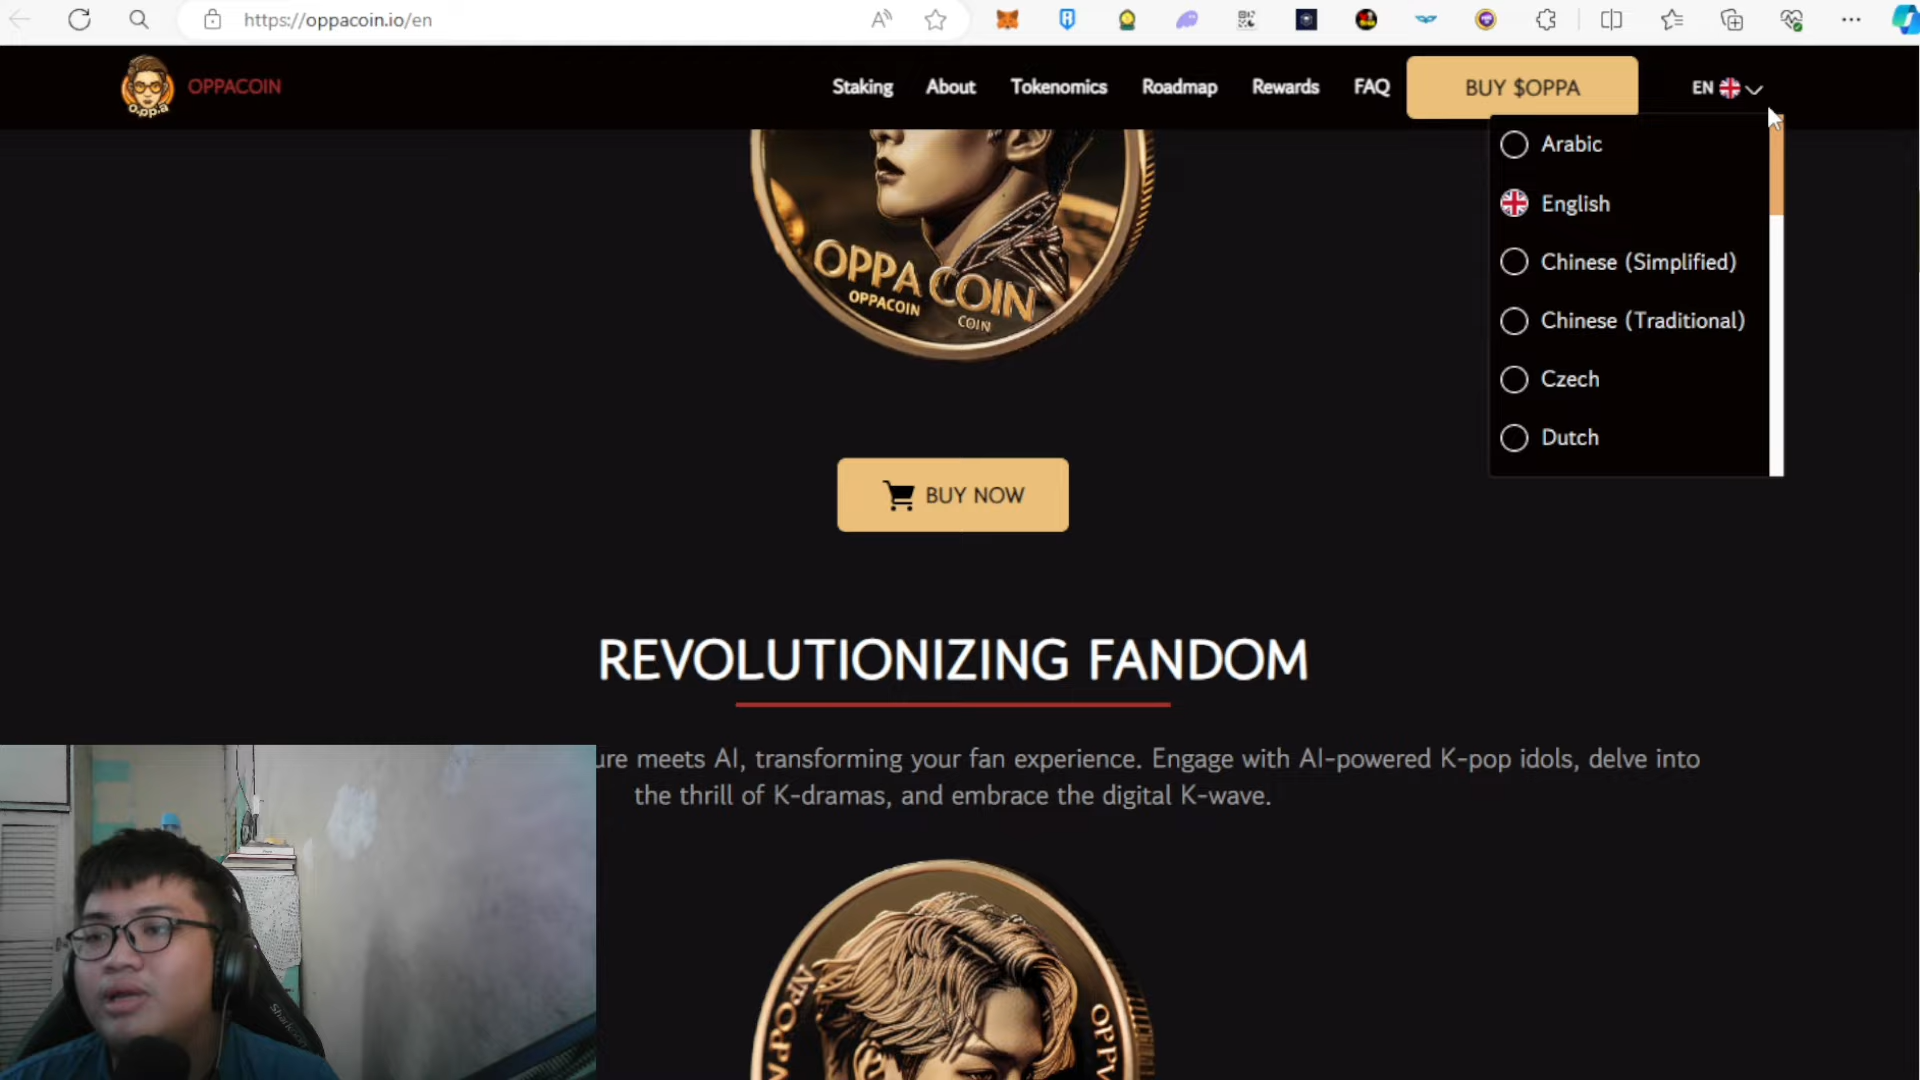 https://oppacoin.io/en
o.pp.a
OPPACOIN
Staking
About
Tokenomics
Roadmap
Rewards
FAQ
BUY $OPPA
EN
Arabic
English
Chinese (Simplified)
Chinese (Traditional)
Czech
Dutch
OPPA COIN
OPPACOIN
COIN
BUY NOW
REVOLUTIONIZING FANDOM
ure meets AI, transforming your fan experience. Engage with AI-powered K-pop idols, delve into
the thrill of K-dramas, and embrace the digital K-wave.